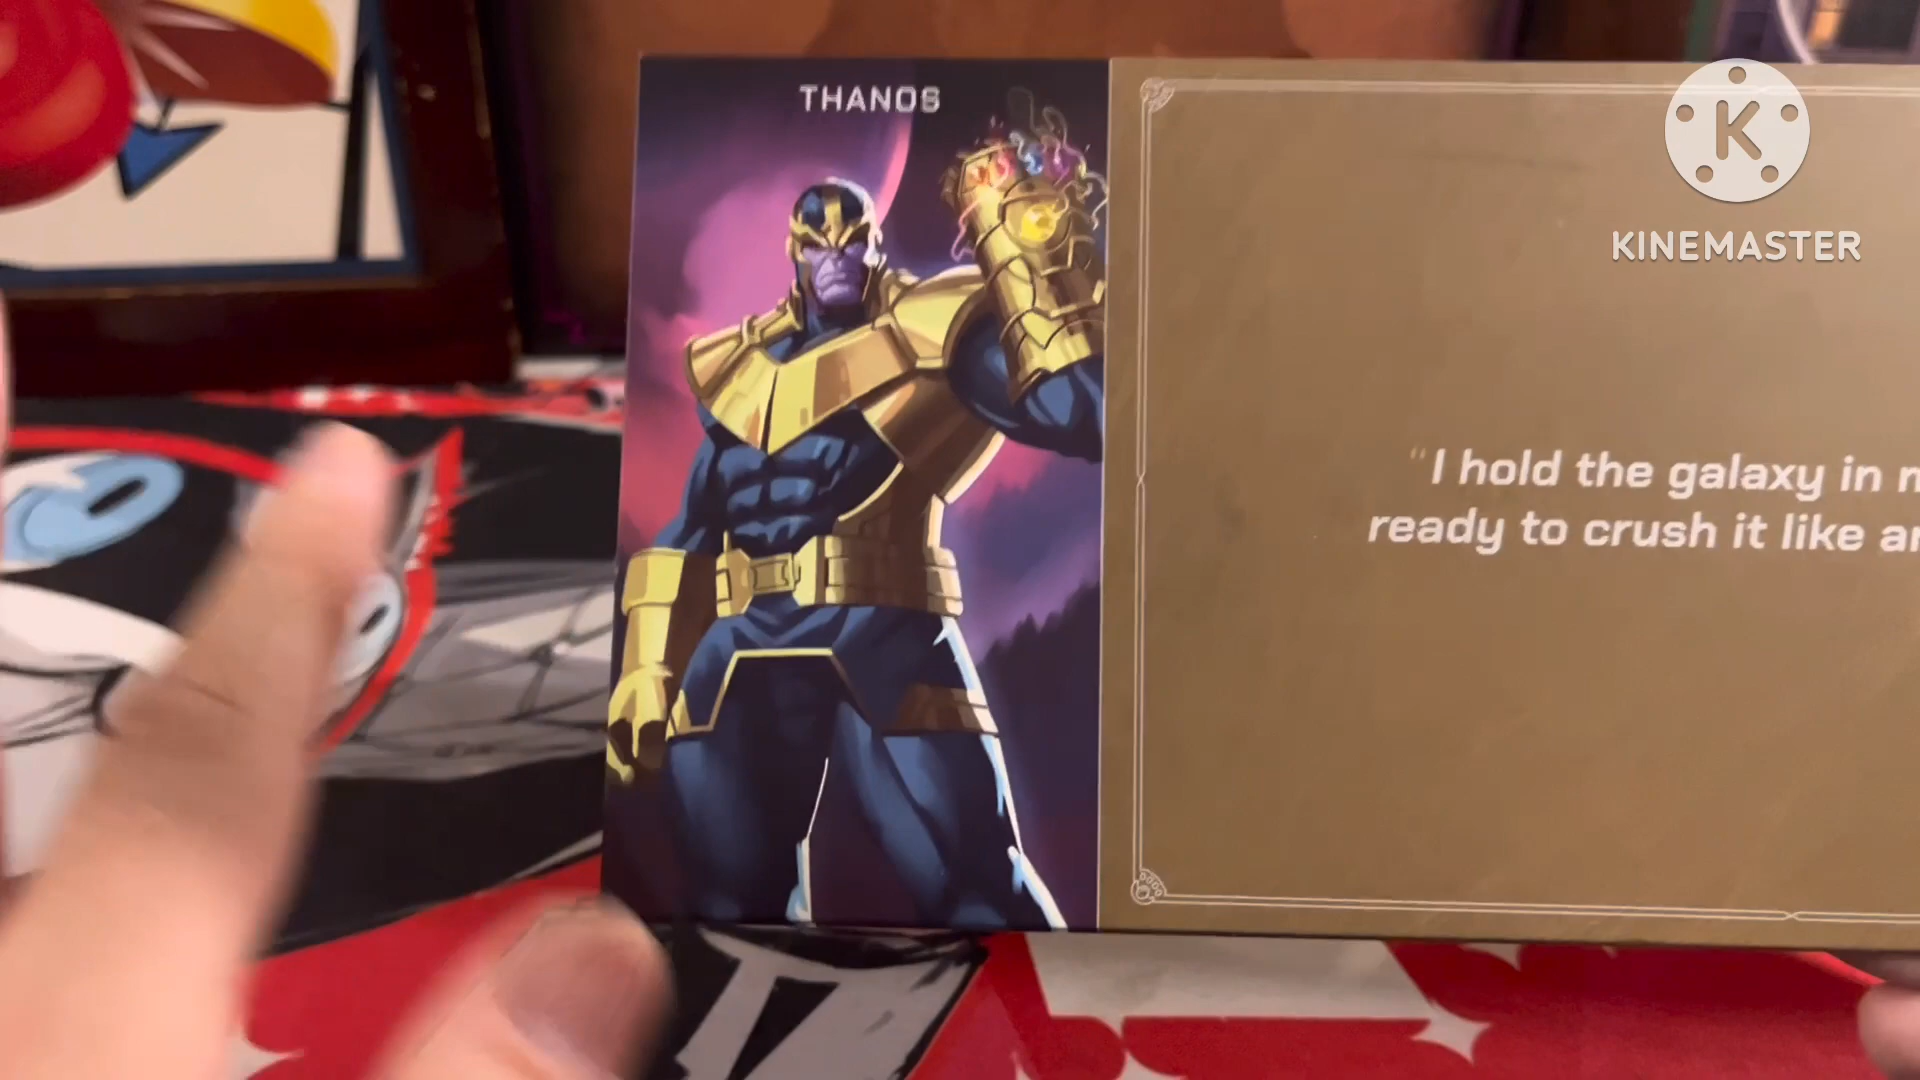 THANOS
K
KINEMASTER
"I hold the galaxy in
ready to crush it like